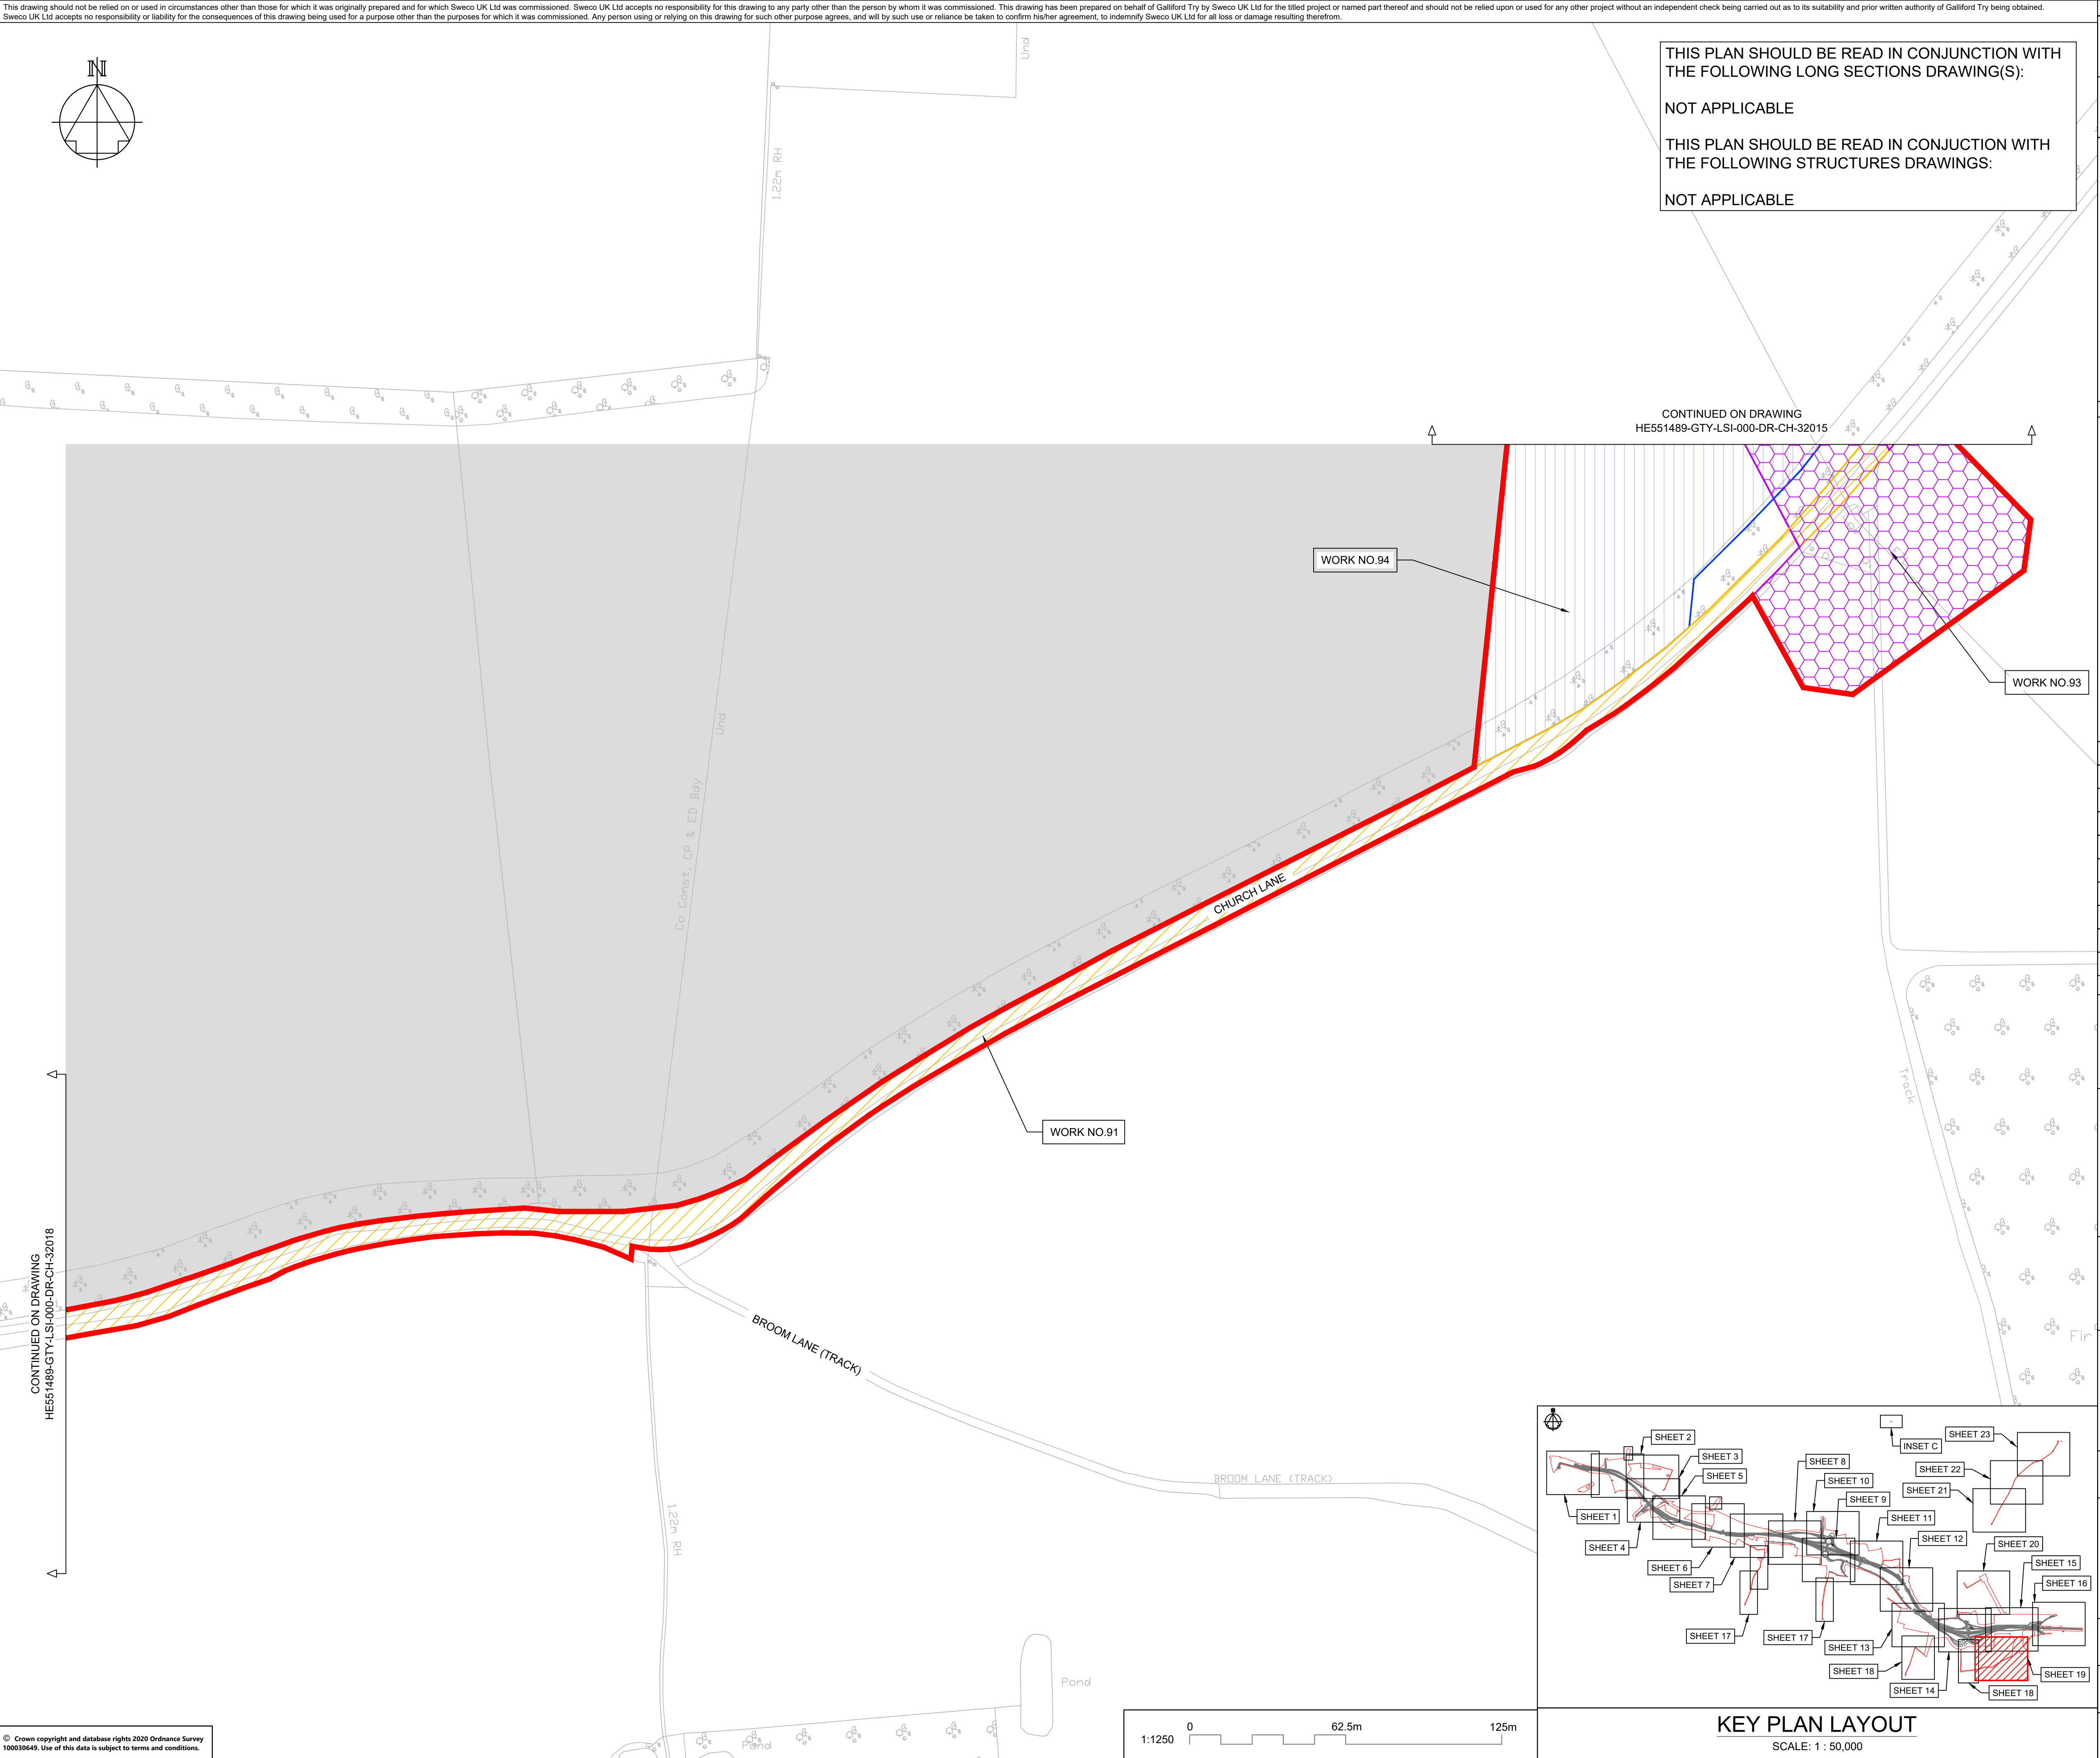 This drawing should not be relied on or used in circumstances other than those for which it was originally prepared and for which Sweco UK Ltd was commissioned. Sweco UK Ltd accepts no responsibility for this drawing to any party other than the person by whom it was commissioned. This drawing has been prepared on behalf of Galliford Try by Sweco UK Ltd for the titled project or named part thereof and should not be relied upon or used for any other project without an independent check being carried out as to its suitability and prior written authority of Galliford Try being obtained.
Sweco UK Ltd accepts no responsibility or liability for the consequences of this drawing being used for a purpose other than the purposes for which it was commissioned. Any person using or relying on this drawing for such other purpose agrees, and will by such use or reliance be taken to confirm his/her agreement, to indemnify Sweco UK Ltd for all loss or damage resulting therefrom.
N
Und
THIS PLAN SHOULD BE READ IN CONJUNCTION WITH
THE FOLLOWING LONG SECTIONS DRAWING(S):
NOT APPLICABLE
THIS PLAN SHOULD BE READ IN CONJUCTION WITH
THE FOLLOWING STRUCTURES DRAWINGS:
NOT APPLICABLE
1.22m RH
CONTINUED ON DRAWING
HE551489-GTY-LSI-000-DR-CH-32015
WORK NO.94
WORK NO.93
Und
Co Const, CP & ED Bdy
CHURCH LANE
WORK NO.91
Track
CONTINUED ON DRAWING
HE551489-GTY-LSI-000-DR-CH-32018
BROOM LANE (TRACK)
Fir
BROOM LANE (TRACK)
1.22m RH
Pond
Pond
SHEET 2
SHEET 3
SHEET 5
SHEET 8
SHEET 10
SHEET 9
SHEET 11
SHEET 12
INSET C
SHEET 23
SHEET 22
SHEET 21
SHEET 1
SHEET 4
SHEET 6
SHEET 7
SHEET 20
SHEET 15
SHEET 16
SHEET 17
SHEET 17
SHEET 13
SHEET 18
SHEET 14
SHEET 18
SHEET 19
KEY PLAN LAYOUT
SCALE: 1 : 50,000
1:1250
0
62.5m
125m
© Crown copyright and database rights 2020 Ordnance Survey
100030649. Use of this data is subject to terms and conditions.